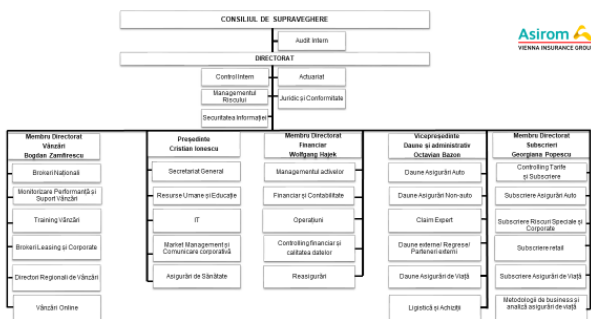 CONSILIUL DE SUPRAVEGHERE
Asirom
VIENNA INSURANCE GROU
Audit Intern
DIRECTORAT
Control Intern
Actuariat
Managementul
Riscului
Juridic și Conformitate
Securitatea Informației
Membru Directorat
Vânzări
Bogdan Zamfirescu
Brokeri Naționali
Monitorizare Performanță și
Suport Vânzări
Training Vânzări
Brokeri Leasing și Corporate
Directori Regionali de Vânzări
Vânzări Online
Președinte
Cristian Ionescu
Secretariat General
Resurse Umane și Educație
IT
Market Management și
Comunicare corporativă
Asigurări de Sănătate
Membru Directorat
Financiar
Wolfgang Hajek
Managementul activelor
Financiar și Contabilitate
Operațiuni
Controlling financiar și
calitatea datelor
Reasigurări
Vicepreședinte
Daune și administrativ
Octavian Bazon
Daune Asigurări Auto
Daune Asigurări Non-auto
Claim Expert
Daune externe/ Regrese/
Parteneri externi
Daune Asigurări de Viață
Ligistică și Achiziții
Membru Directorat
Subscrieri
Georgiana Popescu
Controlling Tarife
și Subscriere
Subscriere Asigurări Auto
Subscriere Riscuri Speciale și
Corporate
Subscriere retail
Subscriere Asigurări de Viață
Metodologii de business și
analiză asigurări de viață